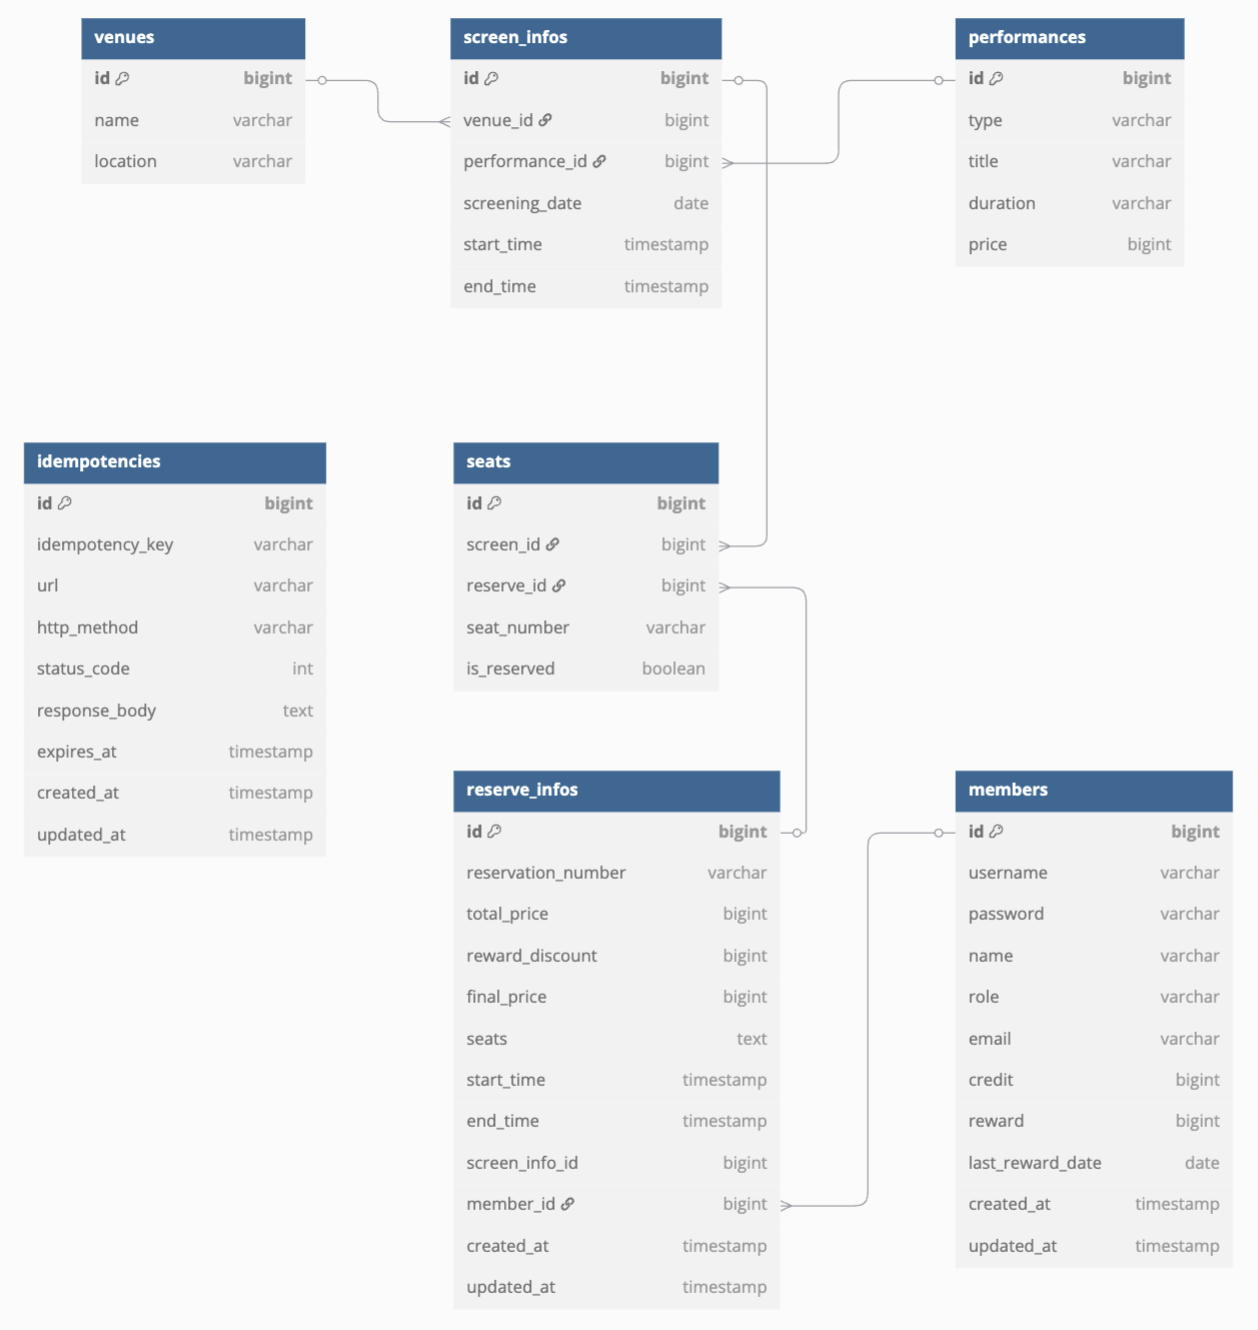 venues
id bigint
name varchar
location varchar
screen_infos
id bigint
venue_id bigint
performance_id bigint
screening_date date
start_time timestamp
end_time timestamp
performances
id bigint
type varchar
title varchar
duration varchar
price bigint
idempotencies
id bigint
idempotency_key varchar
url varchar
http_method varchar
status_code int
response_body text
expires_at timestamp
created_at timestamp
updated_at timestamp
seats
id bigint
screen_id bigint
reserve_id bigint
seat_number varchar
is_reserved boolean
reserve_infos
id bigint
reservation_number varchar
total_price bigint
reward_discount bigint
final_price bigint
seats text
start_time timestamp
end_time timestamp
screen_info_id bigint
member_id bigint
created_at timestamp
updated_at timestamp
members
id bigint
username varchar
password varchar
name varchar
role varchar
email varchar
credit bigint
reward bigint
last_reward_date date
created_at timestamp
updated_at timestamp